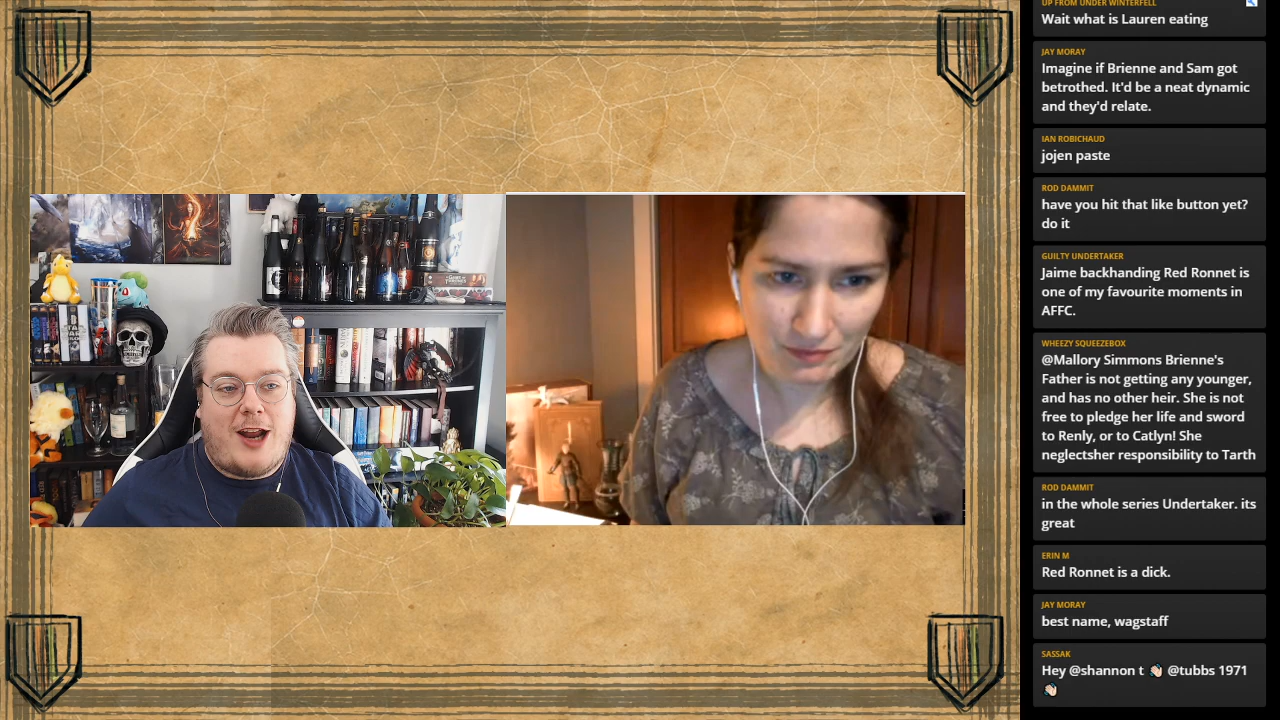 UP FROM UNDER WINTERFELL
Wait what is Lauren eating
JAY MORAY
Imagine if Brienne and Sam got
betrothed. It'd be a neat dynamic
and they'd relate.
IAN ROBICHAUD
jojen paste
ROD DAMMIT
have you hit that like button yet?
do it
GUILTY UNDERTAKER
Jaime backhanding Red Ronnet is
one of my favourite moments in
AFFC.
WHEEZY SQUEEZEBOX
@Mallory Simmons Brienne's
Father is not getting any younger,
and has no other heir. She is not
free to pledge her life and sword
to Renly, or to Catlyn! She
neglectsher responsibility to Tarth
ROD DAMMIT
in the whole series Undertaker. its
great
ERIN M
Red Ronnet is a dick.
JAY MORAY
best name, wagstaff
SASSAK
Hey @shannon t 👏🏻 @tubbs 1971
👏🏻